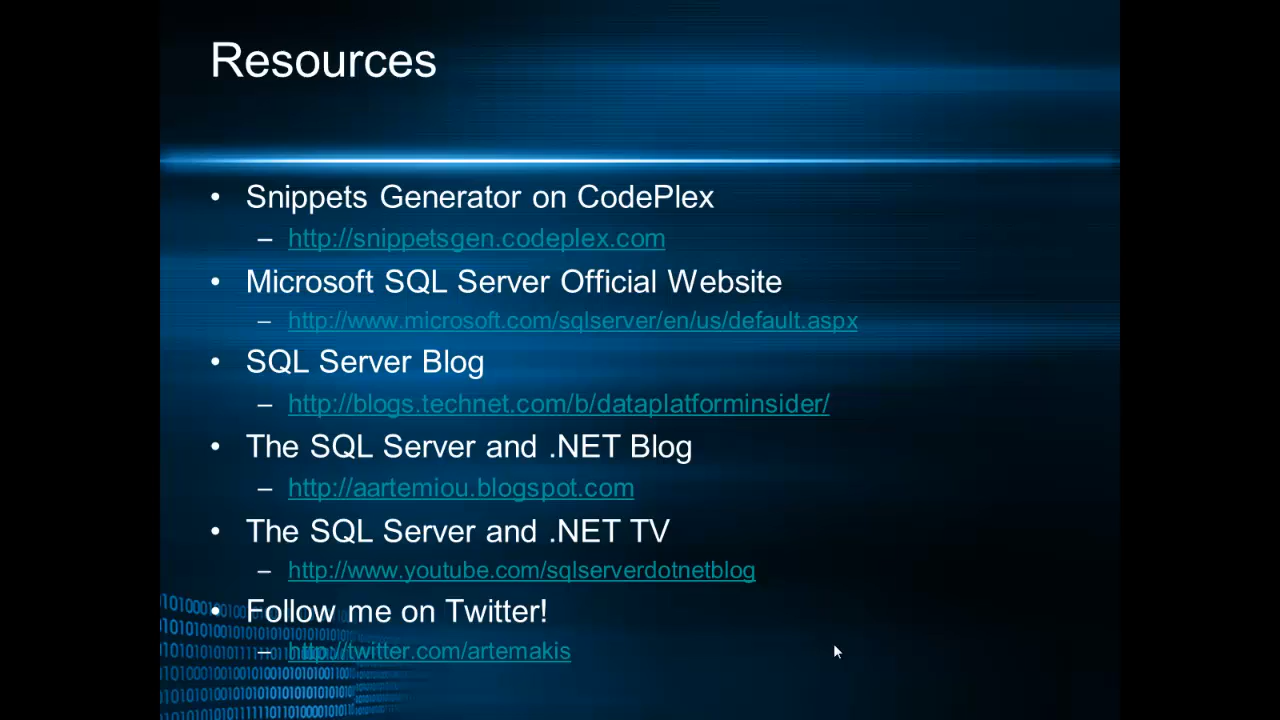 Resources
• Snippets Generator on CodePlex
– http://snippetsgen.codeplex.com
• Microsoft SQL Server Official Website
– http://www.microsoft.com/sqlserver/en/us/default.aspx
• SQL Server Blog
– http://blogs.technet.com/b/dataplatforminsider/
• The SQL Server and .NET Blog
– http://aartemiou.blogspot.com
• The SQL Server and .NET TV
– http://www.youtube.com/sqlserverdotnetblog
• Follow me on Twitter!
– http://twitter.com/artemakis